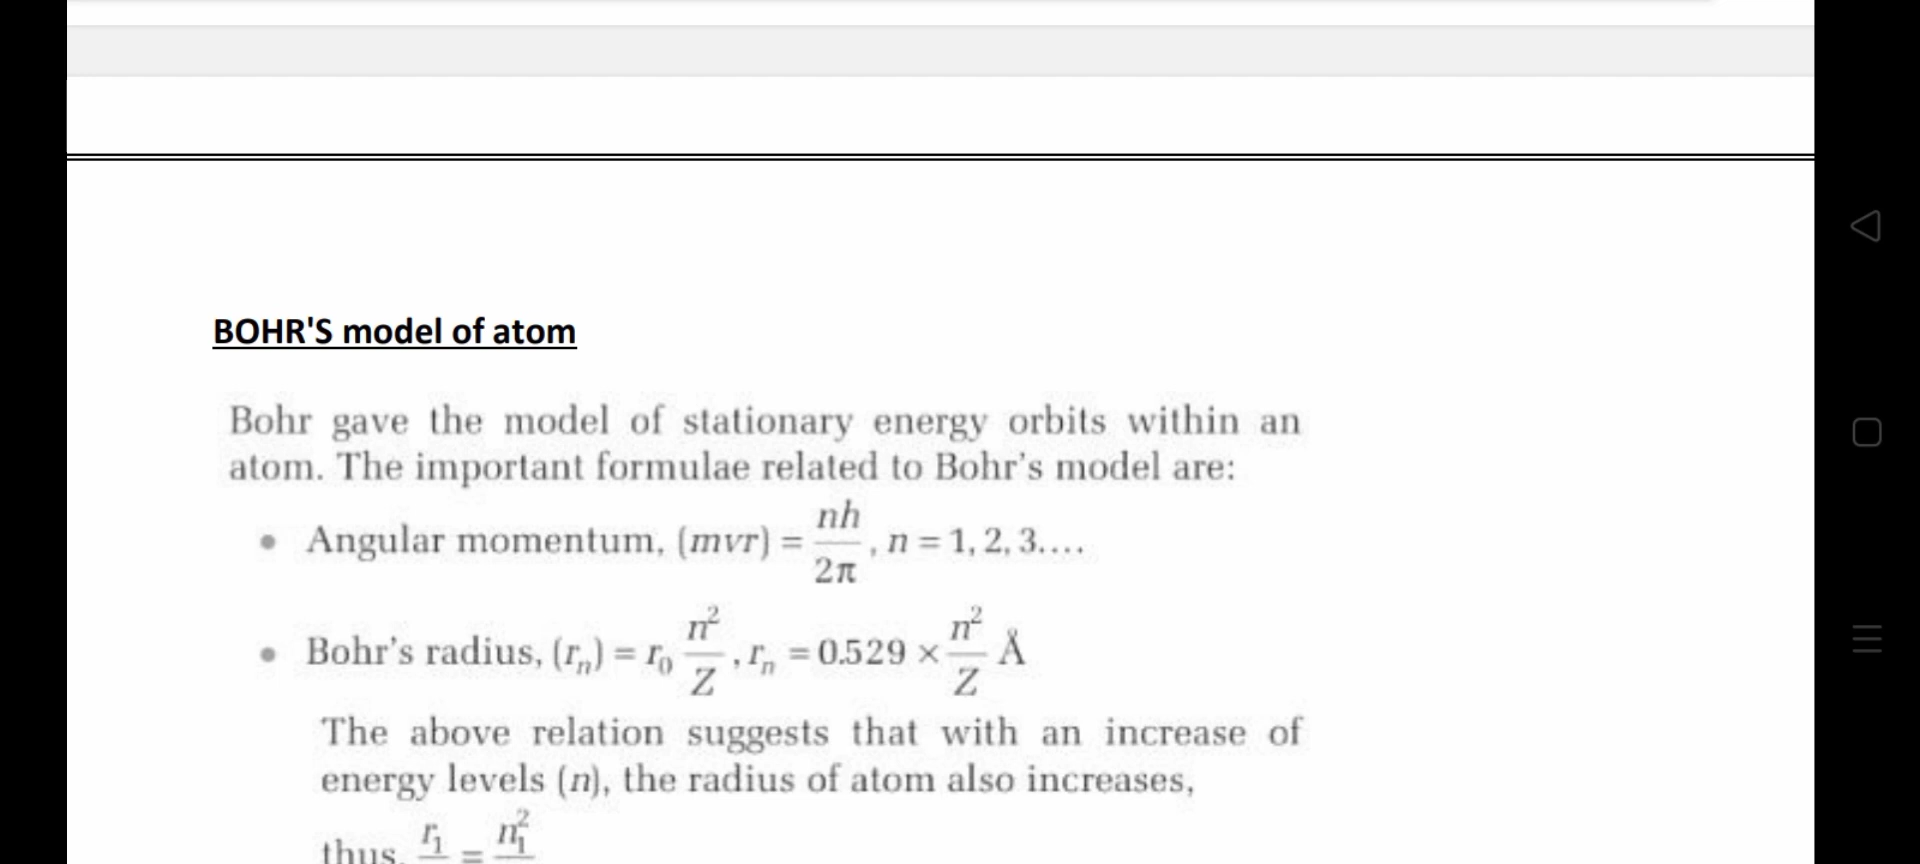 BOHR'S model of atom
Bohr gave the model of stationary energy orbits within an
atom. The important formulae related to Bohr's model are:
• Angular momentum, (mvr) = nh/2π, n = 1, 2, 3....
• Bohr's radius, (rₙ) = r₀ n²/Z, rₙ = 0.529 × n²/Z Å
The above relation suggests that with an increase of
energy levels (n), the radius of atom also increases,
thus, r₁ = n₁²